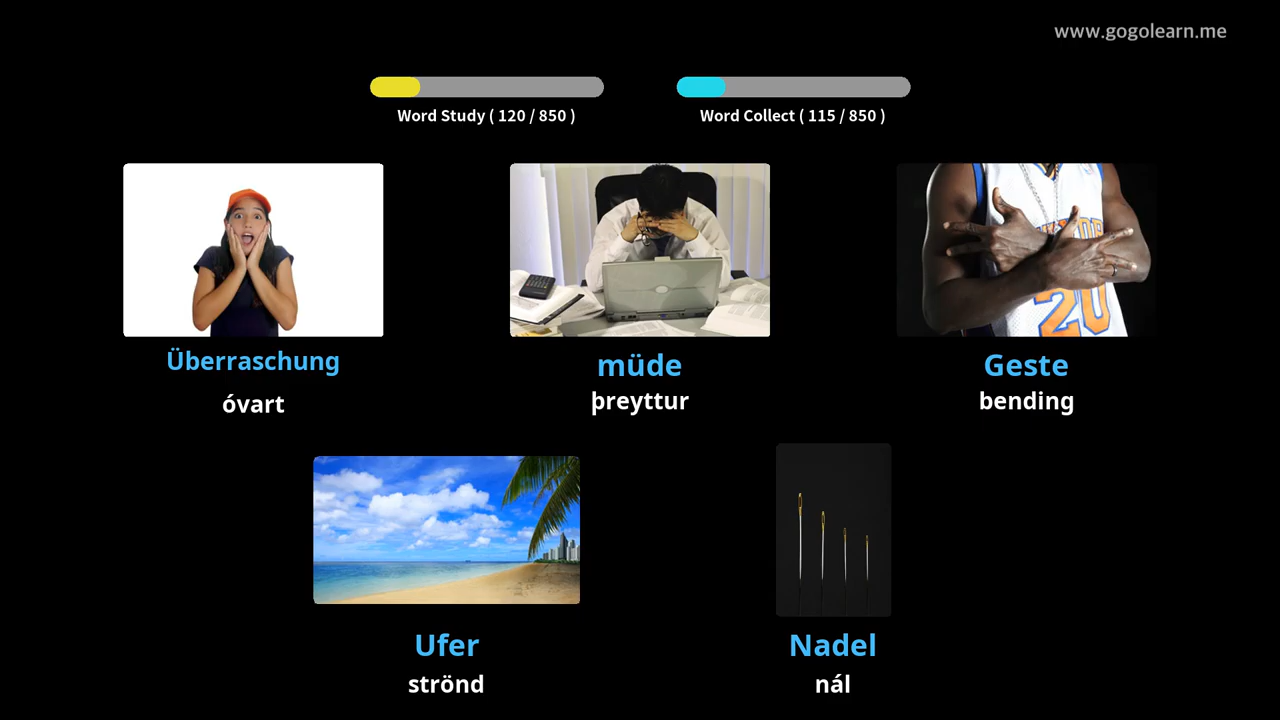 www.gogolearn.me
Word Study ( 120 / 850 )
Word Collect ( 115 / 850 )
Überraschung
óvart
müde
þreyttur
Geste
bending
20
Ufer
strönd
Nadel
nál